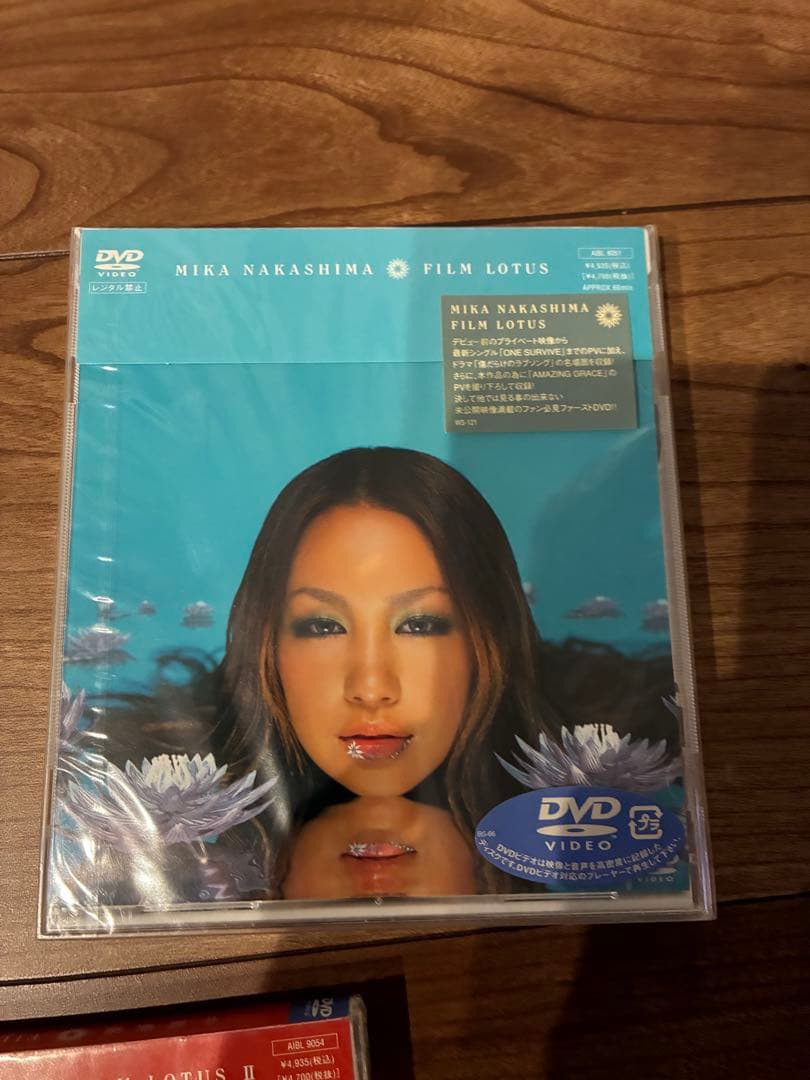 DVD
VIDEO
レンタル禁止
MIKA NAKASHIMA FILM LOTUS
AIBL 9051
¥4,935(税込)
[¥4,700(税抜)]
APPROX.60min.
MIKA NAKASHIMA
FILM LOTUS
デビュー前のプライベート映像から
最新シングル「ONE SURVIVE」までのPVに加え、
ドラマ「傷だらけのラブソング」の名場面を収録!
さらに、本作品の為に「AMAZING GRACE」の
PVを撮り下ろして収録!
決して他では見る事の出来ない
未公開映像満載のファン必見ファーストDVD!!
WS-121
DVD
VIDEO
プラ
BS-66
DVDビデオは映像と音声を高密度に記録した
ディスクです。DVDビデオ対応のプレーヤーで再生して下さい。
VIDEO
DVD
AIBL 9054
¥4,935(税込)
[¥4,700(税抜)]
LOTUS II